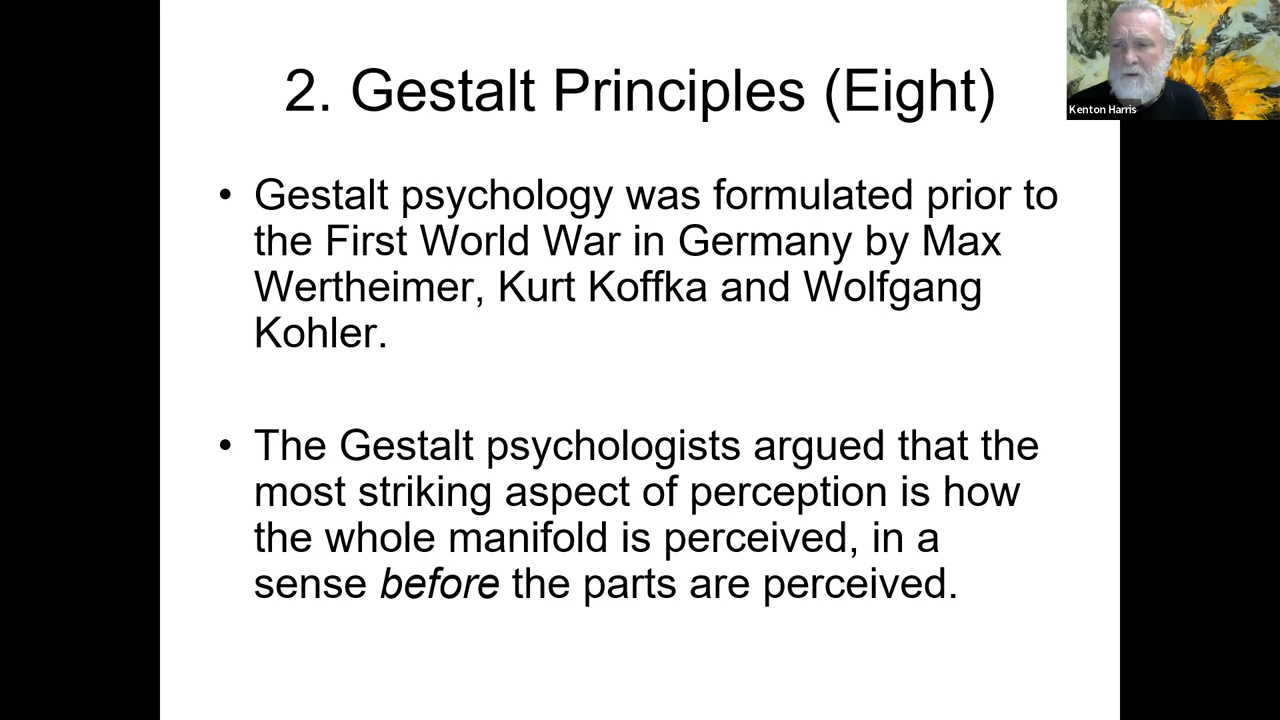 2. Gestalt Principles (Eight)
Kenton Harris
• Gestalt psychology was formulated prior to
the First World War in Germany by Max
Wertheimer, Kurt Koffka and Wolfgang
Kohler.
• The Gestalt psychologists argued that the
most striking aspect of perception is how
the whole manifold is perceived, in a
sense before the parts are perceived.